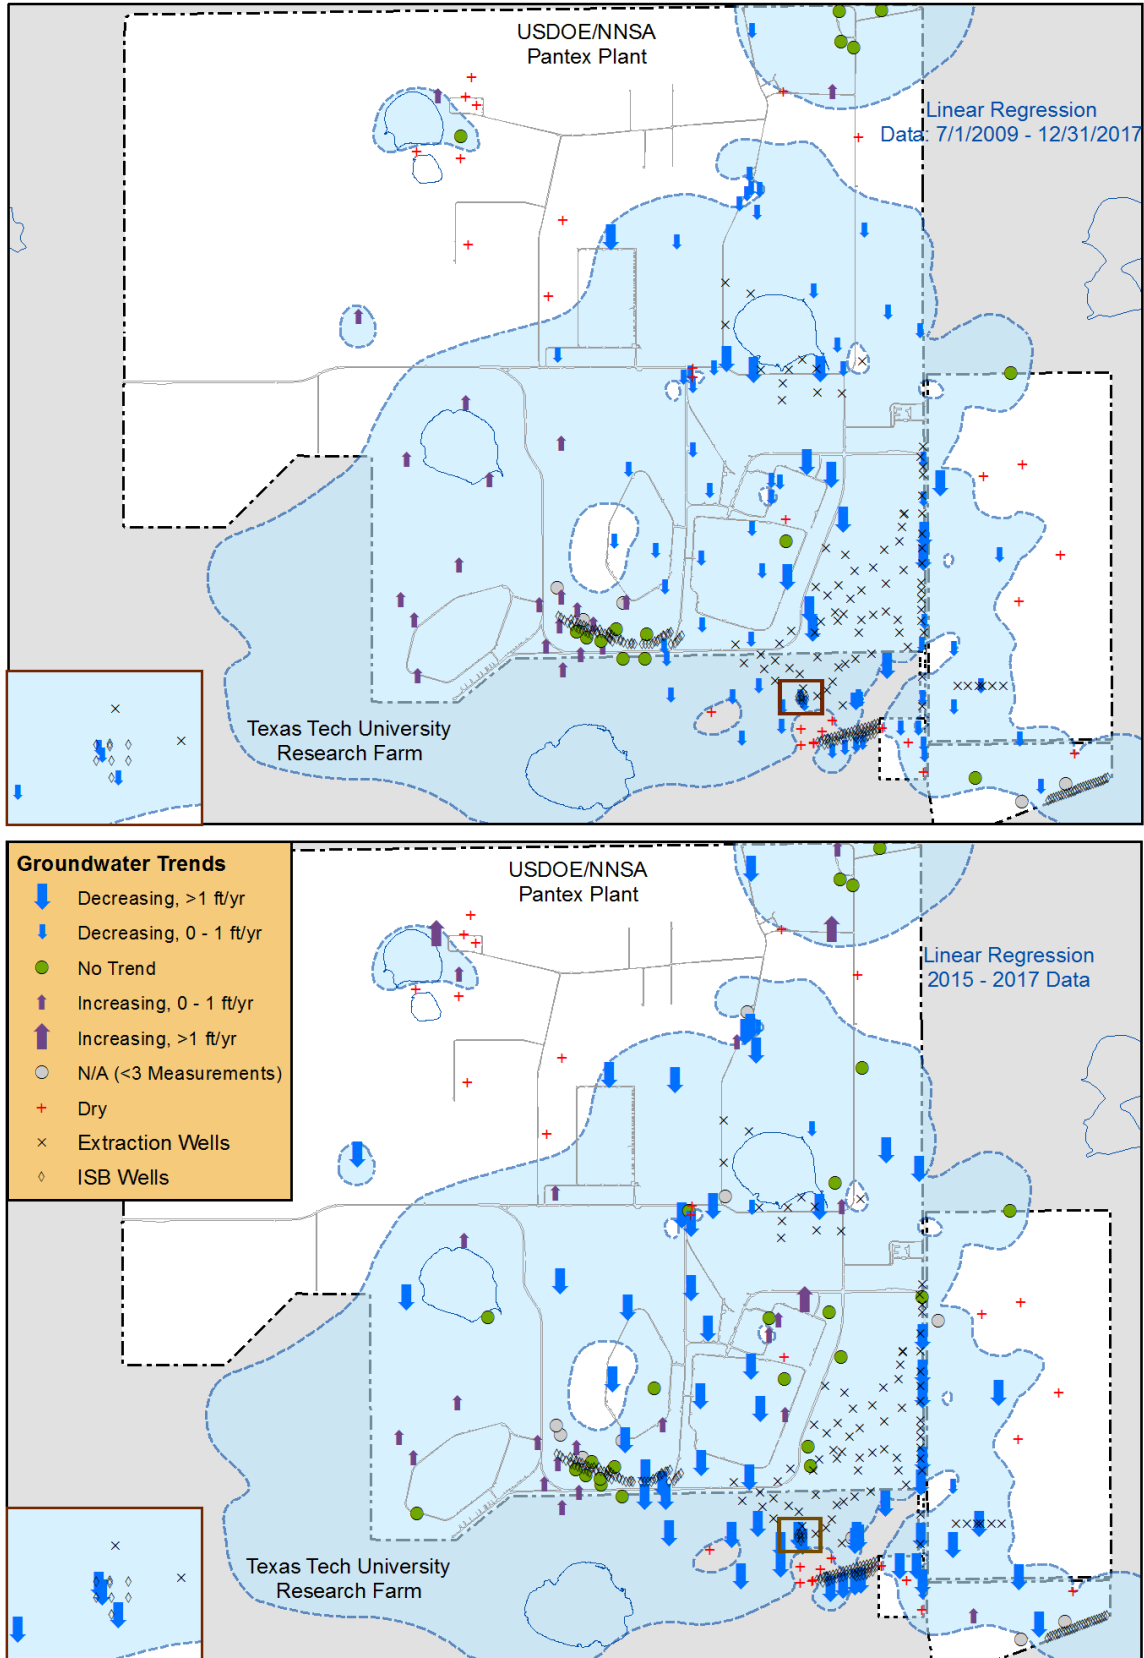 USDOE/NNSA
Pantex Plant
Linear Regression
Data: 7/1/2009 - 12/31/2017
Texas Tech University
Research Farm
Groundwater Trends
Decreasing, >1 ft/yr
Decreasing, 0 - 1 ft/yr
No Trend
Increasing, 0 - 1 ft/yr
Increasing, >1 ft/yr
N/A (<3 Measurements)
Dry
Extraction Wells
ISB Wells
USDOE/NNSA
Pantex Plant
Linear Regression
2015 - 2017 Data
Texas Tech University
Research Farm